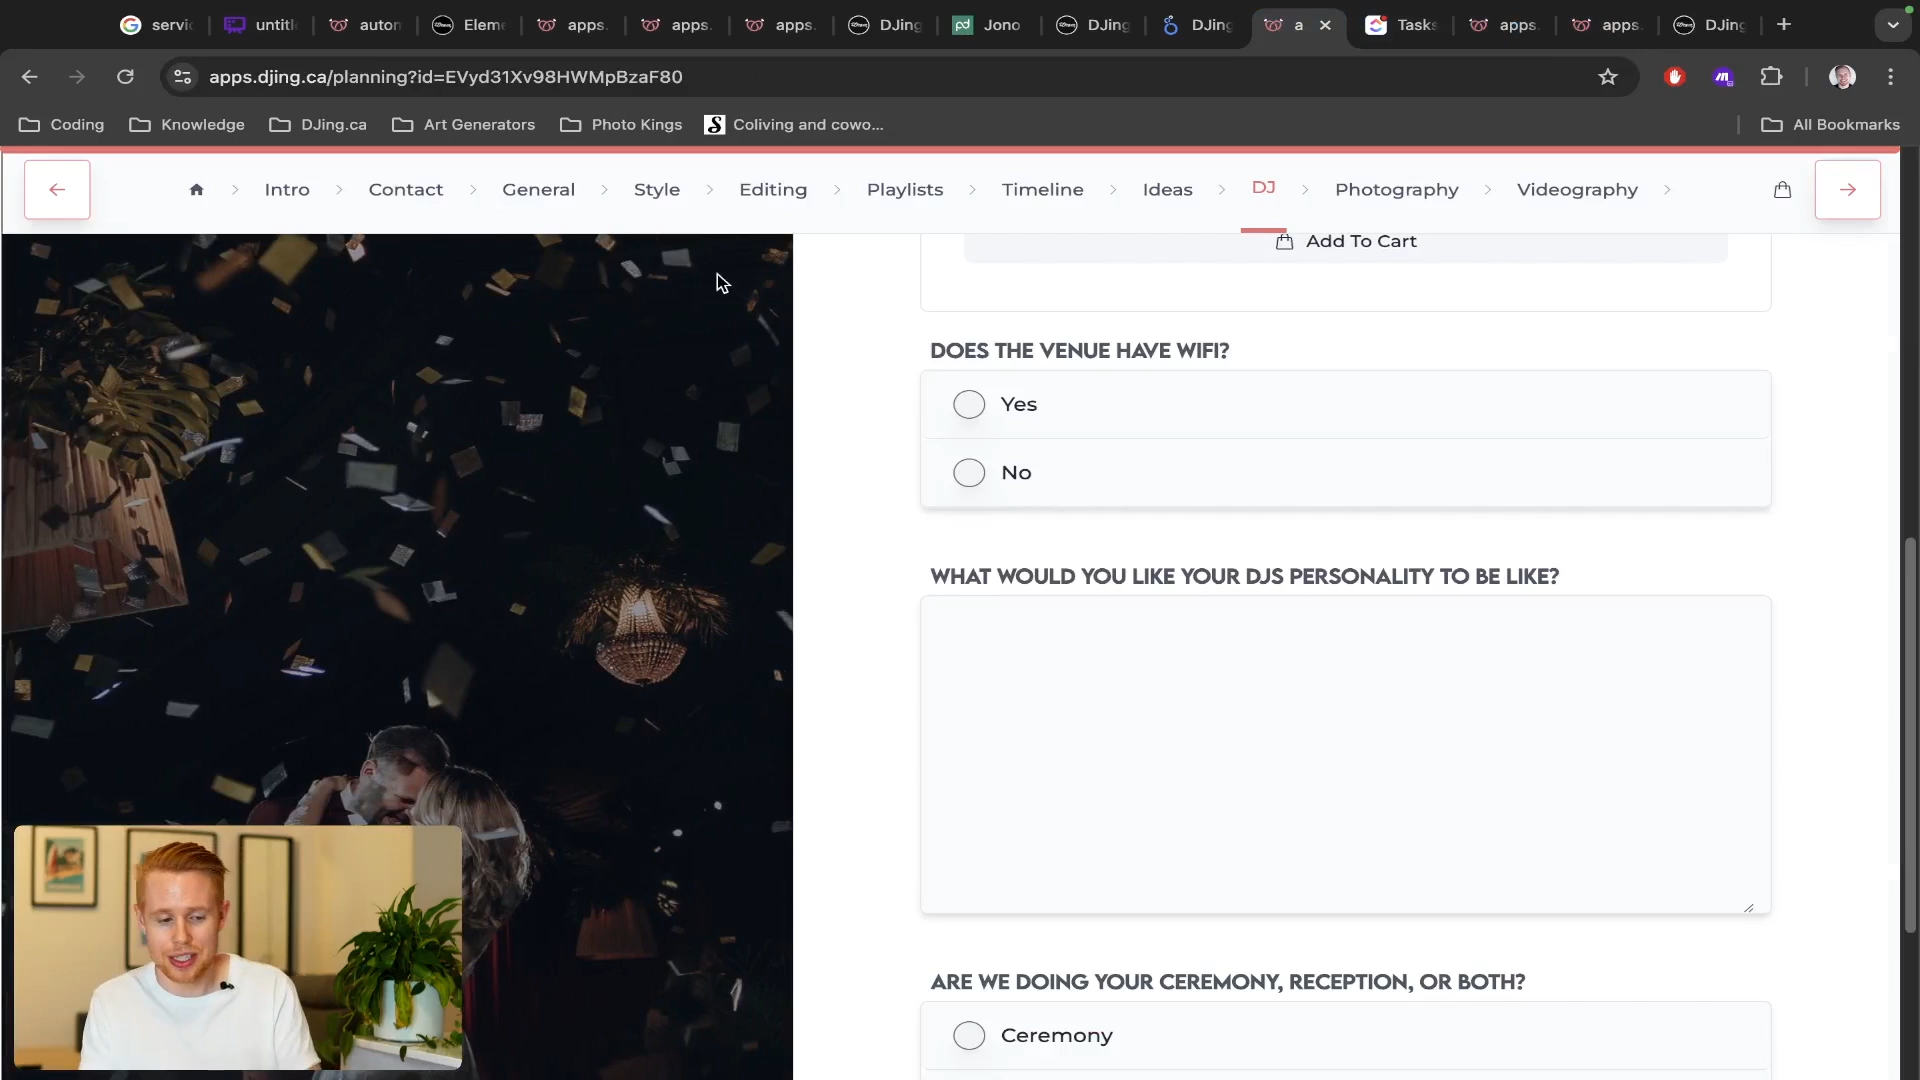 servi
untitl
autor
Eleme
apps.
apps.
apps.
DJing
Jono
DJing
DJing
a
Tasks
apps.
apps.
DJing
apps.djing.ca/planning?id=EVyd31Xv98HWMpBzaF80
Coding
Knowledge
DJing.ca
Art Generators
Photo Kings
Coliving and cowo...
All Bookmarks
Intro
Contact
General
Style
Editing
Playlists
Timeline
Ideas
DJ
Photography
Videography
Add To Cart
DOES THE VENUE HAVE WIFI?
Yes
No
WHAT WOULD YOU LIKE YOUR DJS PERSONALITY TO BE LIKE?
ARE WE DOING YOUR CEREMONY, RECEPTION, OR BOTH?
Ceremony